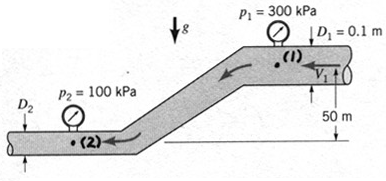 p₁ = 300 kPa
g
D₁ = 0.1 m
(1)
V₁
p₂ = 100 kPa
D₂
50 m
(2)